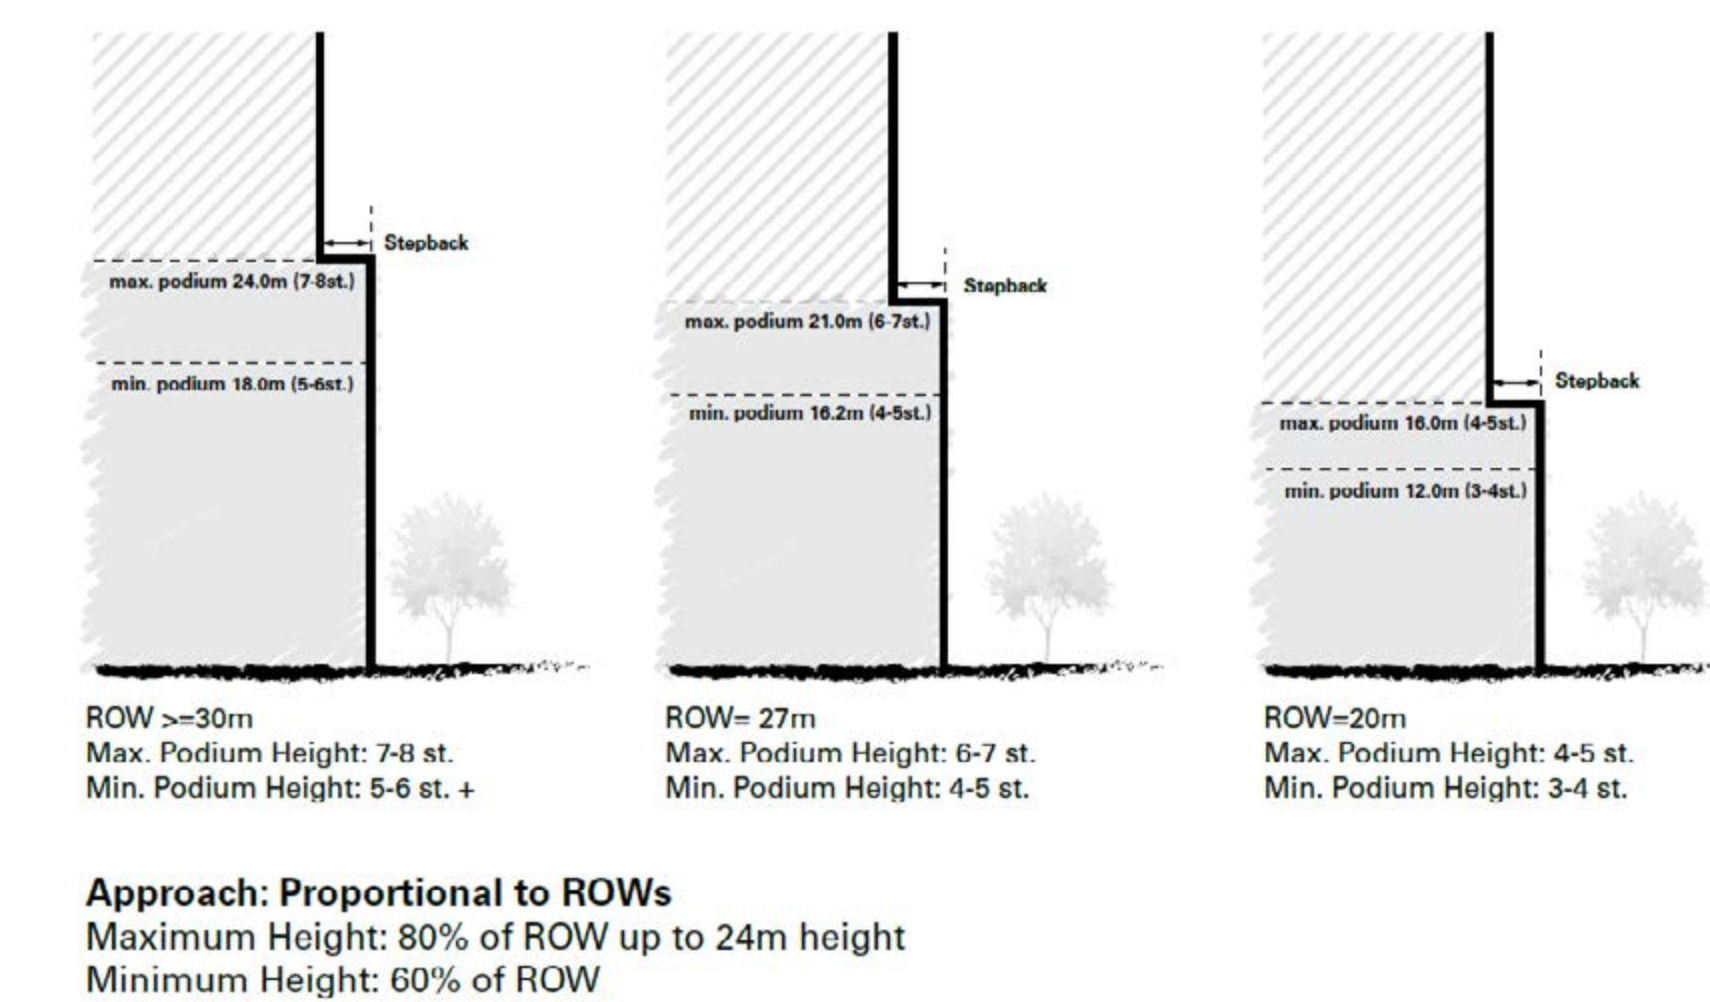 Stepback
max. podium 24.0m (7-8st.)
min. podium 18.0m (5-6st.)
ROW >=30m
Max. Podium Height: 7-8 st.
Min. Podium Height: 5-6 st. +
Stepback
max. podium 21.0m (6-7st.)
min. podium 16.2m (4-5st.)
ROW= 27m
Max. Podium Height: 6-7 st.
Min. Podium Height: 4-5 st.
Stepback
max. podium 16.0m (4-5st.)
min. podium 12.0m (3-4st.)
ROW=20m
Max. Podium Height: 4-5 st.
Min. Podium Height: 3-4 st.
Approach: Proportional to ROWs
Maximum Height: 80% of ROW up to 24m height
Minimum Height: 60% of ROW